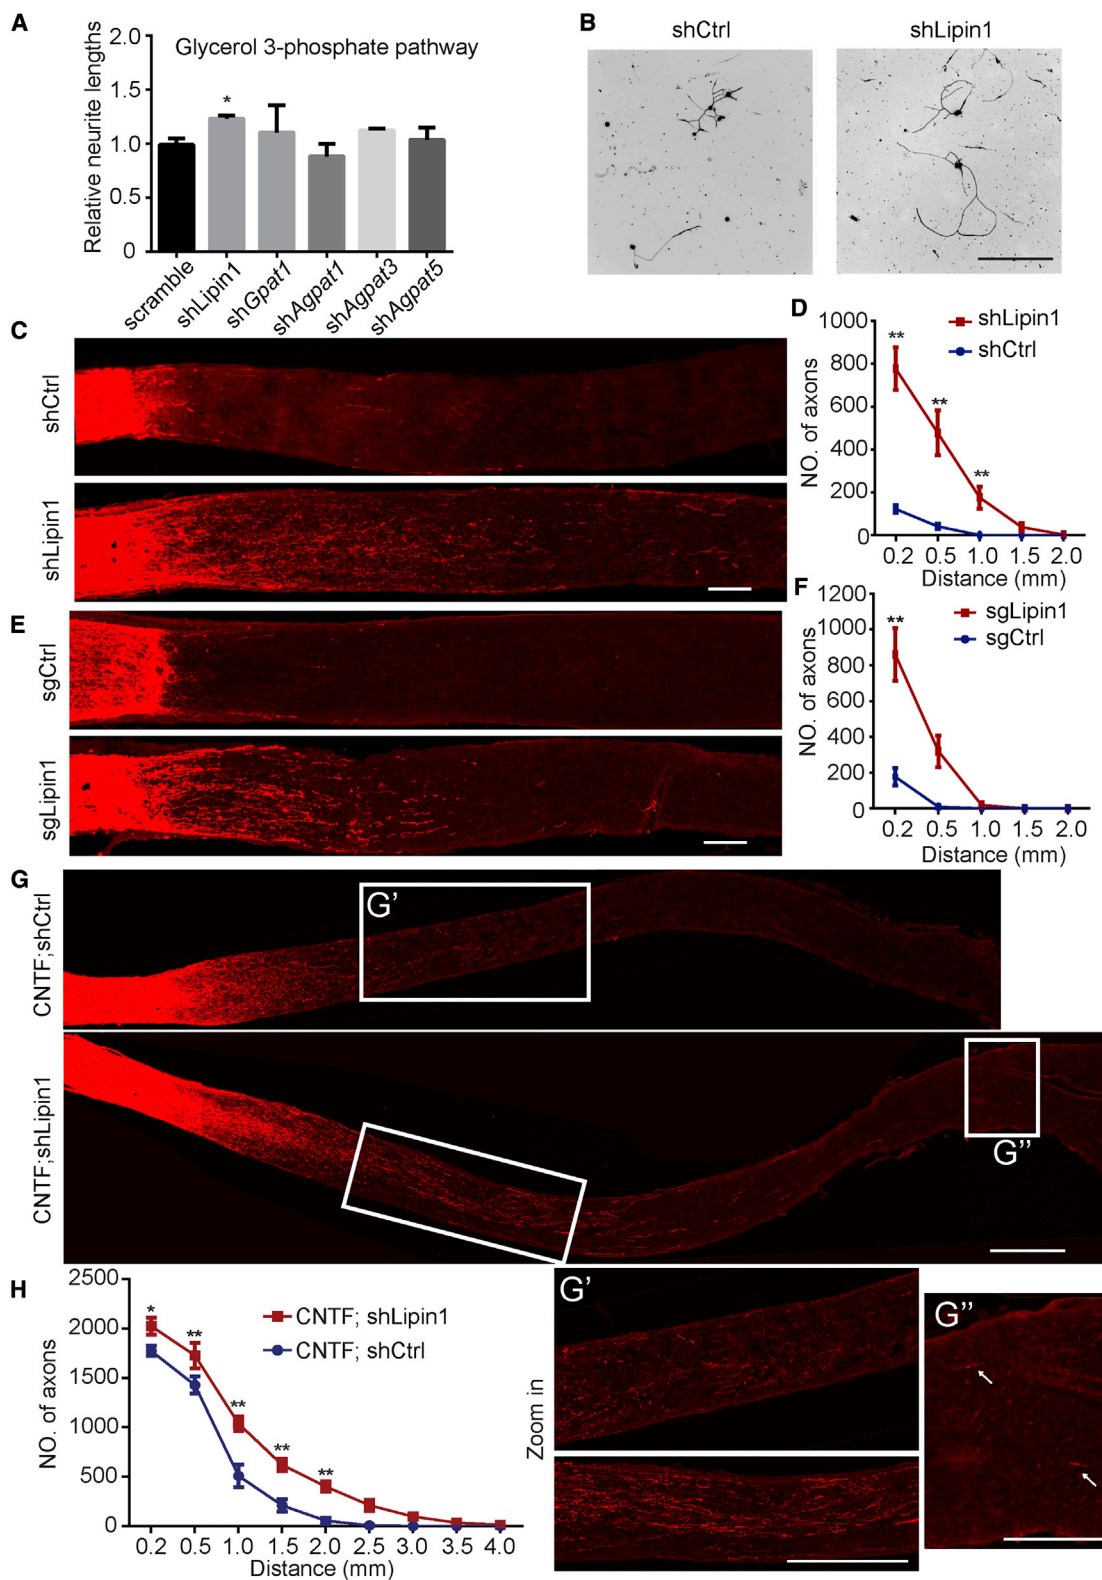 A
Glycerol 3-phosphate pathway
Relative neurite lengths
2.0
1.5
1.0
0.5
0
*
scramble
shLipin1
shGpat1
shAgpat1
shAgpat3
shAgpat5
B
shCtrl
shLipin1
C
shCtrl
shLipin1
D
NO. of axons
1000
800
600
400
200
0
** ** **
shLipin1
shCtrl
0.2 0.5 1.0 1.5 2.0
Distance (mm)
E
sgCtrl
sgLipin1
F
NO. of axons
1200
1000
800
600
400
200
0
**
sgLipin1
sgCtrl
0.2 0.5 1.0 1.5 2.0
Distance (mm)
G
CNTF;shCtrl
G'
CNTF;shLipin1
G''
H
NO. of axons
2500
2000
1500
1000
500
0
* ** ** ** **
CNTF; shLipin1
CNTF; shCtrl
0.2 0.5 1.0 1.5 2.0 2.5 3.0 3.5 4.0
Distance (mm)
Zoom in
G'
G''